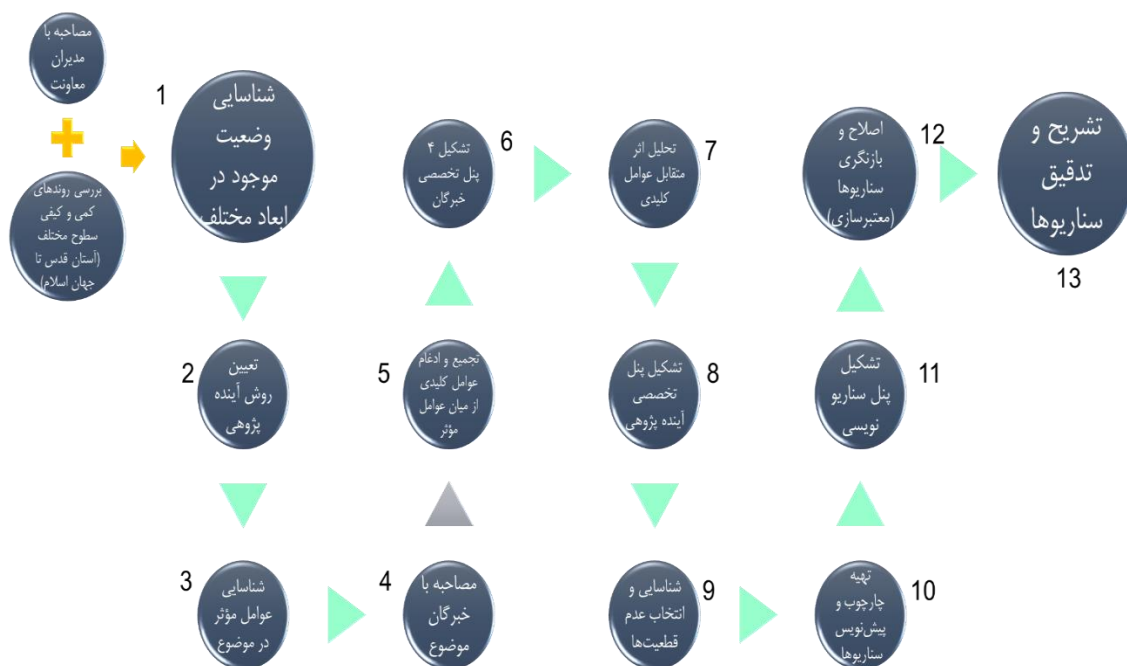 مصاحبه با
مدیران
معاونت
بررسی روندهای
کمی و کیفی
سطوح مختلف
(آستان قدس تا
جهان اسلام)
1
شناسایی
وضعیت
موجود در
ابعاد مختلف
2
تعیین
روش آینده
پژوهی
3
شناسایی
عوامل مؤثر
در موضوع
4
مصاحبه با
خبرگان
موضوع
5
تجمیع و ادغام
عوامل کلیدی
از میان عوامل
مؤثر
6
تشکیل ۴
پنل تخصصی
خبرگان
7
تحلیل اثر
متقابل عوامل
کلیدی
8
تشکیل پنل
تخصصی
آینده پژوهی
9
شناسایی و
انتخاب عدم
قطعیت‌ها
10
تهیه
چارچوب و
پیش‌نویس
سناریوها
11
تشکیل
پنل سناریو
نویسی
12
اصلاح و
بازنگری
سناریوها
(معتبرسازی)
تشریح و
تدقیق
سناریوها
13